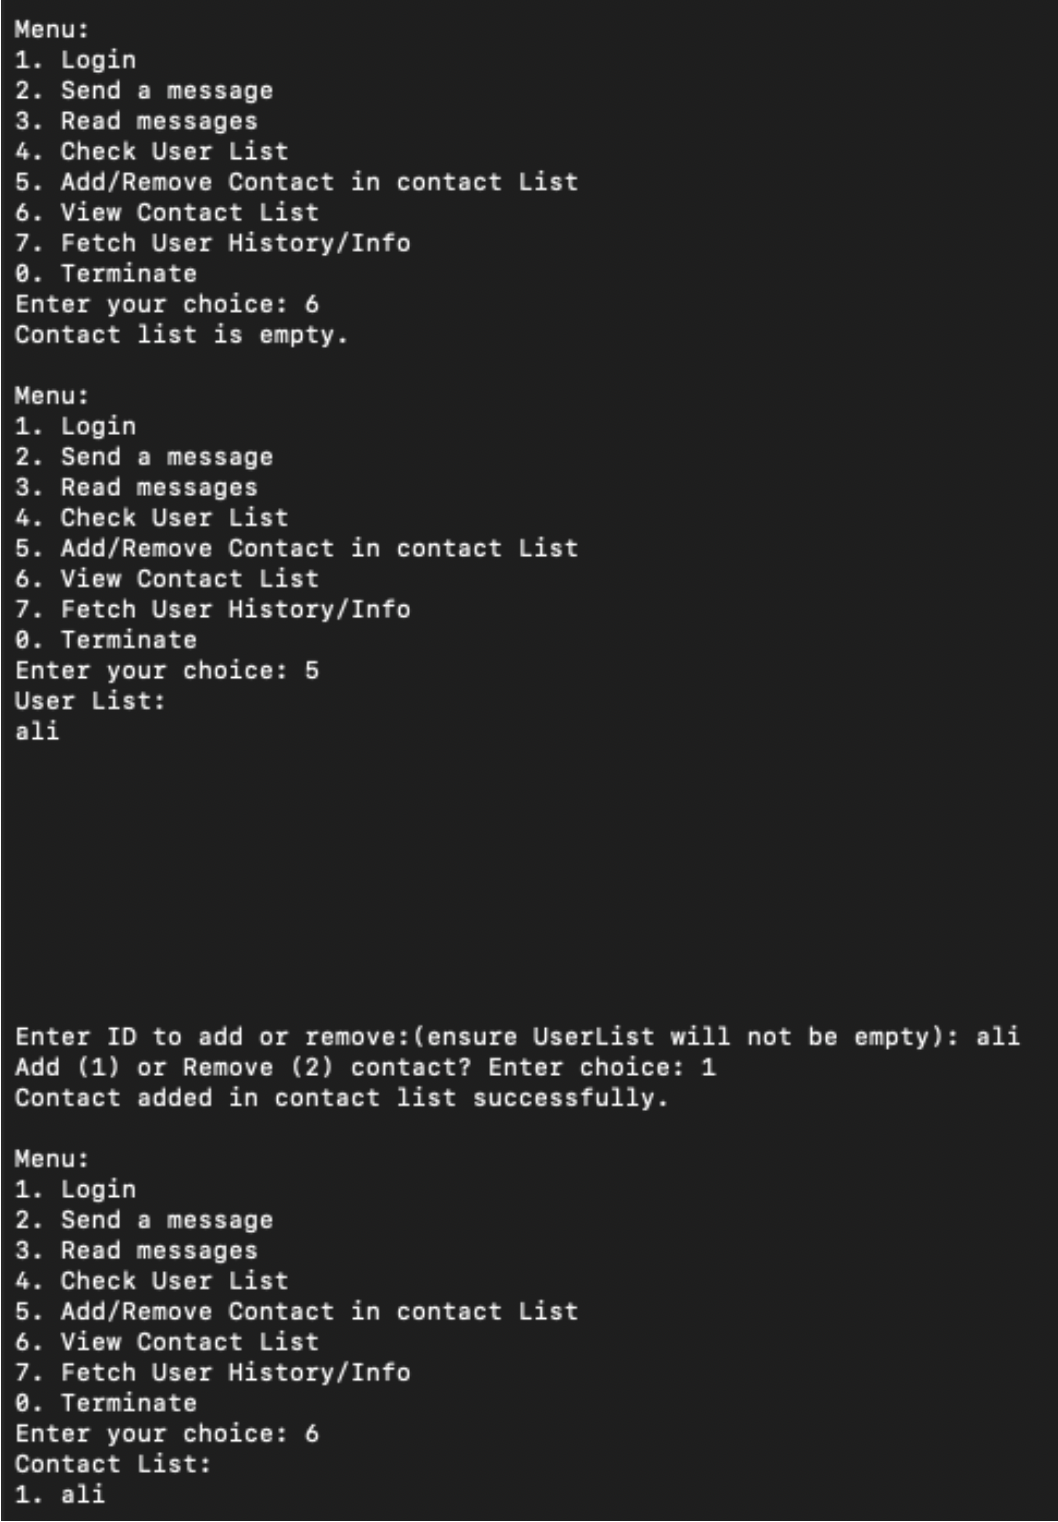 Menu:
1. Login
2. Send a message
3. Read messages
4. Check User List
5. Add/Remove Contact in contact List
6. View Contact List
7. Fetch User History/Info
0. Terminate
Enter your choice: 6
Contact list is empty.
Menu:
1. Login
2. Send a message
3. Read messages
4. Check User List
5. Add/Remove Contact in contact List
6. View Contact List
7. Fetch User History/Info
0. Terminate
Enter your choice: 5
User List:
ali
Enter ID to add or remove:(ensure UserList will not be empty): ali
Add (1) or Remove (2) contact? Enter choice: 1
Contact added in contact list successfully.
Menu:
1. Login
2. Send a message
3. Read messages
4. Check User List
5. Add/Remove Contact in contact List
6. View Contact List
7. Fetch User History/Info
0. Terminate
Enter your choice: 6
Contact List:
1. ali